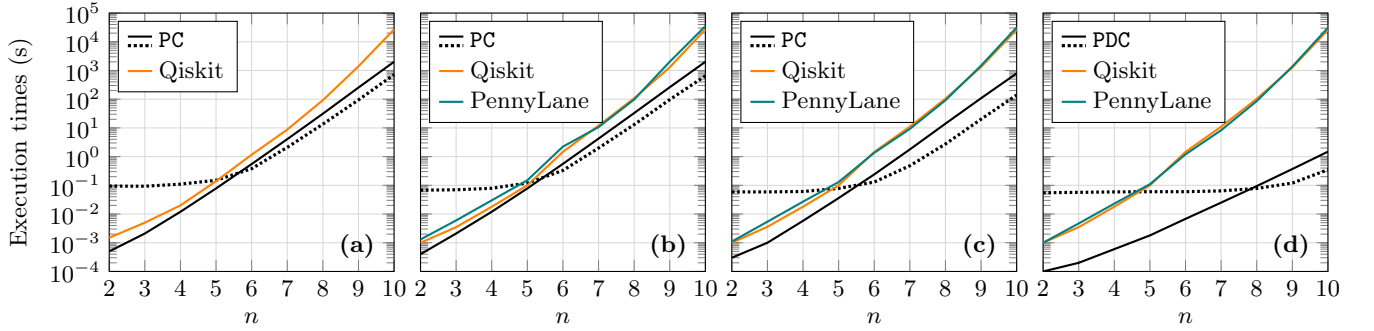 Execution times (s)
10^5
10^4
10^3
10^2
10^1
10^0
10^−1
10^−2
10^−3
10^−4
PC
Qiskit
(a)
2 3 4 5 6 7 8 9 10
n
PC
Qiskit
PennyLane
(b)
2 3 4 5 6 7 8 9 10
n
PC
Qiskit
PennyLane
(c)
2 3 4 5 6 7 8 9 10
n
PDC
Qiskit
PennyLane
(d)
2 3 4 5 6 7 8 9 10
n